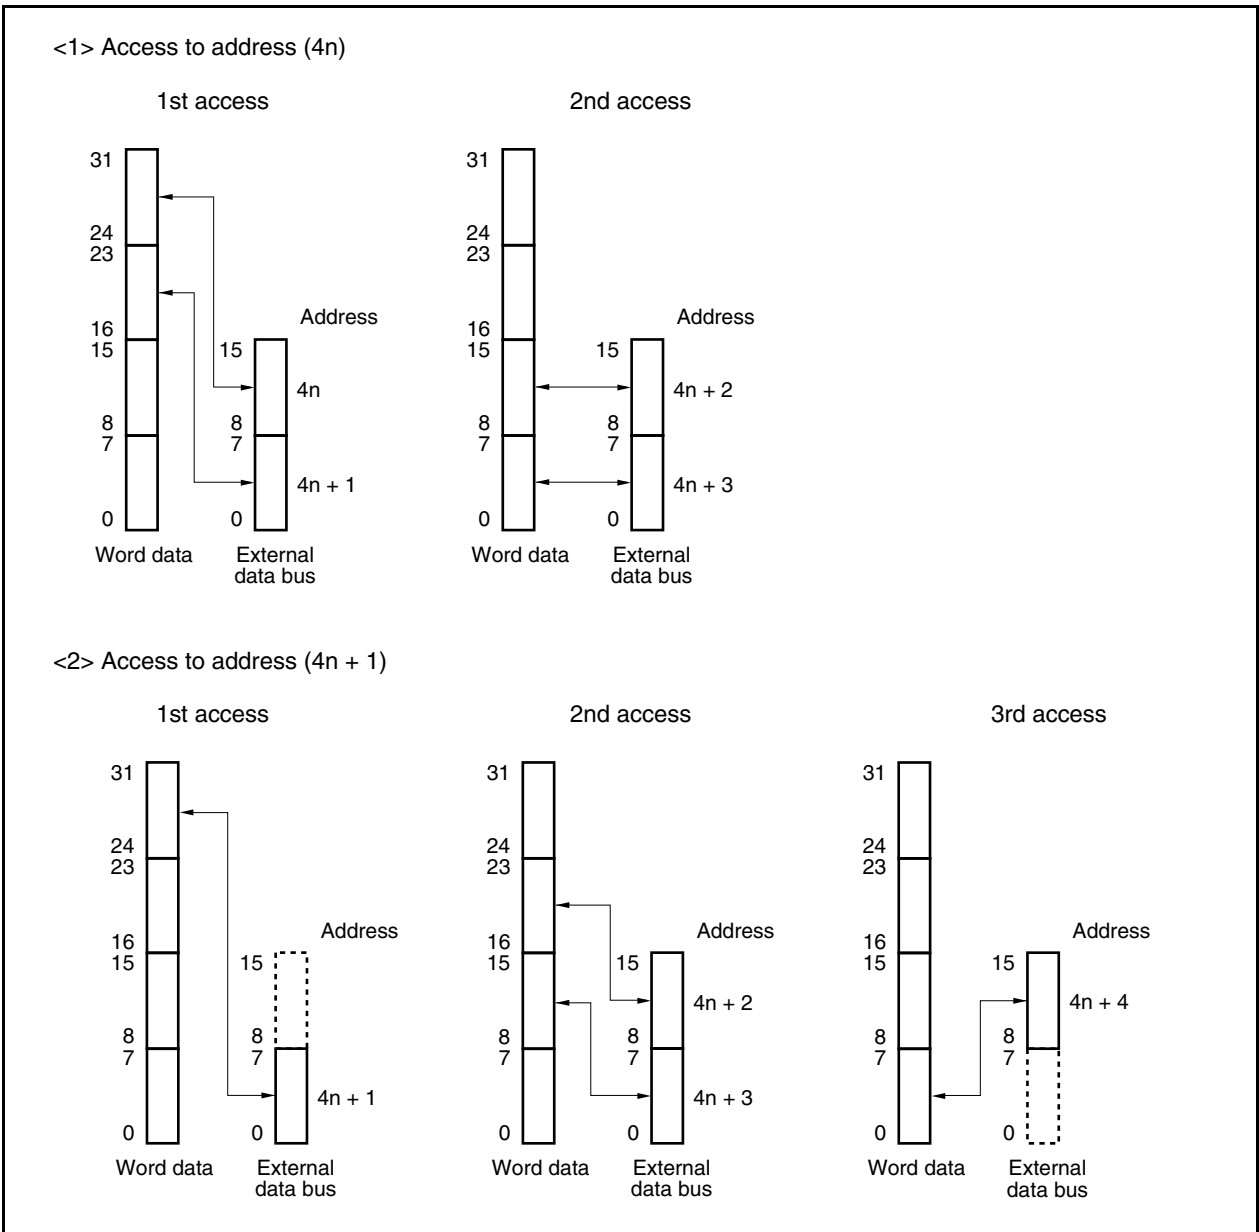 <1> Access to address (4n)
1st access
2nd access
31
24
23
16
15
8
7
0
Word data
Address
15
4n
8
7
4n + 1
0
External
data bus
31
24
23
16
15
8
7
0
Word data
Address
15
4n + 2
8
7
4n + 3
0
External
data bus
<2> Access to address (4n + 1)
1st access
2nd access
3rd access
31
24
23
16
15
8
7
0
Word data
Address
15
8
7
4n + 1
0
External
data bus
31
24
23
16
15
8
7
0
Word data
Address
15
4n + 2
8
7
4n + 3
0
External
data bus
31
24
23
16
15
8
7
0
Word data
Address
15
4n + 4
8
7
0
External
data bus